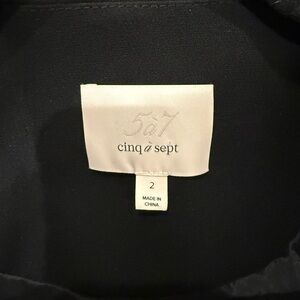 5à7
cinq à sept
2
MADE IN
CHINA